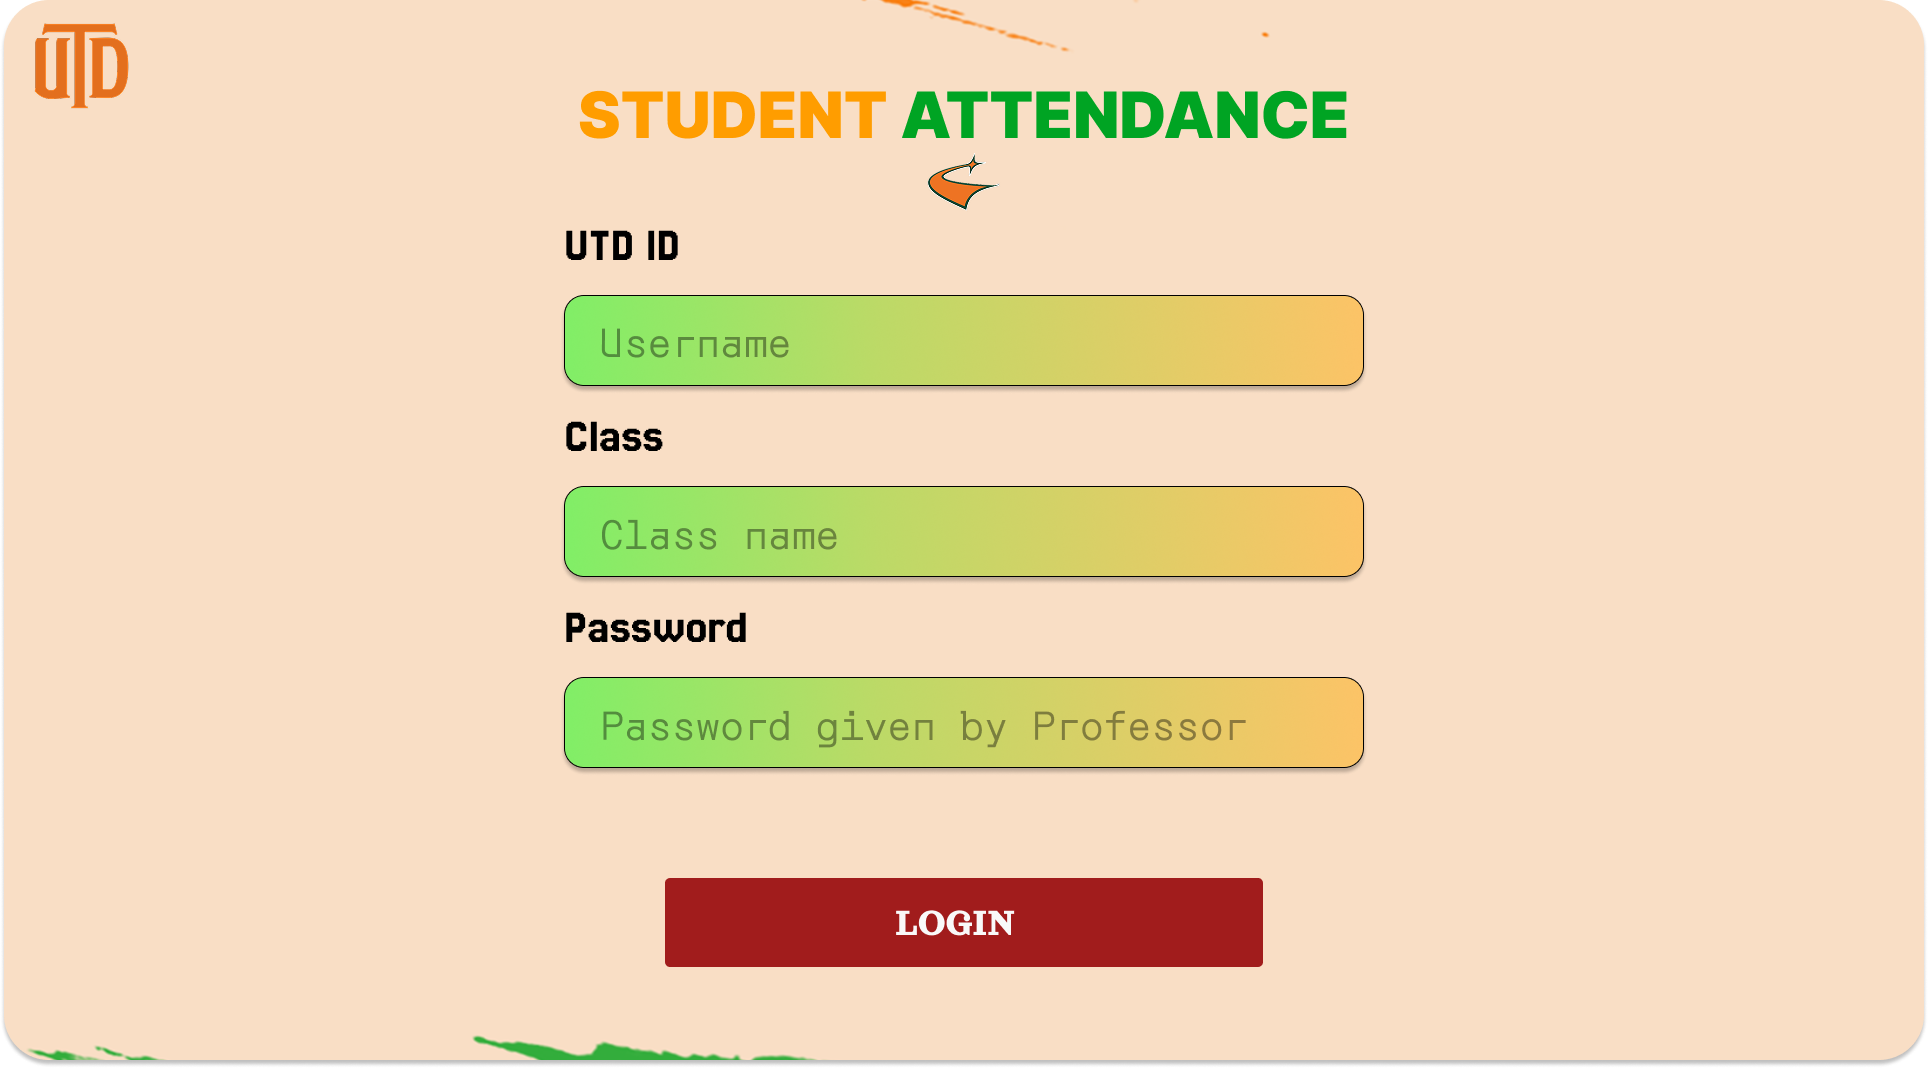 UTD
STUDENT ATTENDANCE
UTD ID
Username
Class
Class name
Password
Password given by Professor
LOGIN